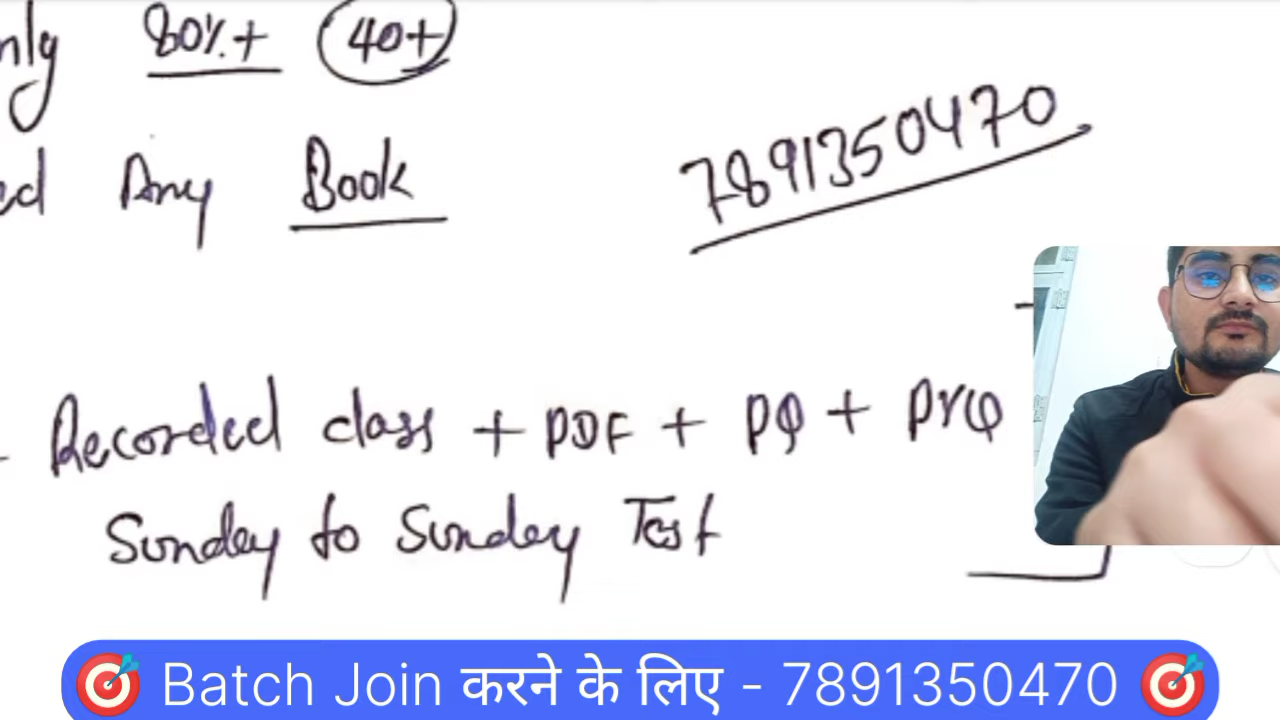 nly 80%+ 40+
ed Any Book
7891350470
Recorded class + PDF + PQ + PYQ
Sunday to Sunday Test
🎯 Batch Join करने के लिए - 7891350470 🎯